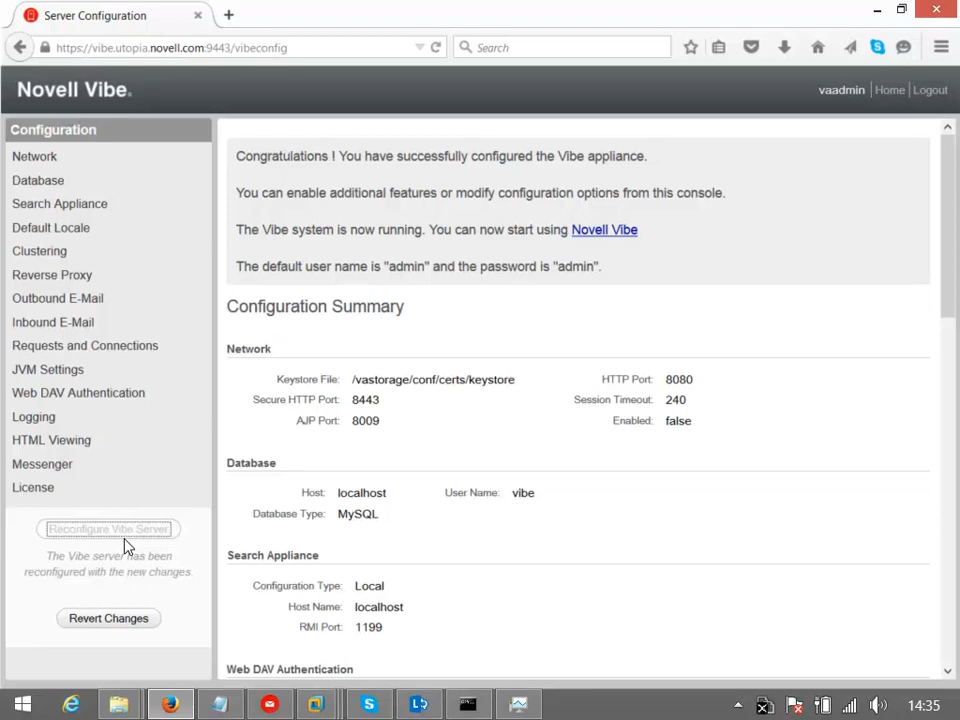 Server Configuration
https://vibe.utopia.novell.com:9443/vibeconfig
Search
Novell Vibe.
vaadmin | Home | Logout
Configuration
Network
Database
Search Appliance
Default Locale
Clustering
Reverse Proxy
Outbound E-Mail
Inbound E-Mail
Requests and Connections
JVM Settings
Web DAV Authentication
Logging
HTML Viewing
Messenger
License
Reconfigure Vibe Server
The Vibe server has been
reconfigured with the new changes.
Revert Changes
Congratulations ! You have successfully configured the Vibe appliance.
You can enable additional features or modify configuration options from this console.
The Vibe system is now running. You can now start using Novell Vibe
The default user name is "admin" and the password is "admin".
Configuration Summary
Network
Keystore File: /vastorage/conf/certs/keystore HTTP Port: 8080
Secure HTTP Port: 8443 Session Timeout: 240
AJP Port: 8009 Enabled: false
Database
Host: localhost User Name: vibe
Database Type: MySQL
Search Appliance
Configuration Type: Local
Host Name: localhost
RMI Port: 1199
Web DAV Authentication
14:35